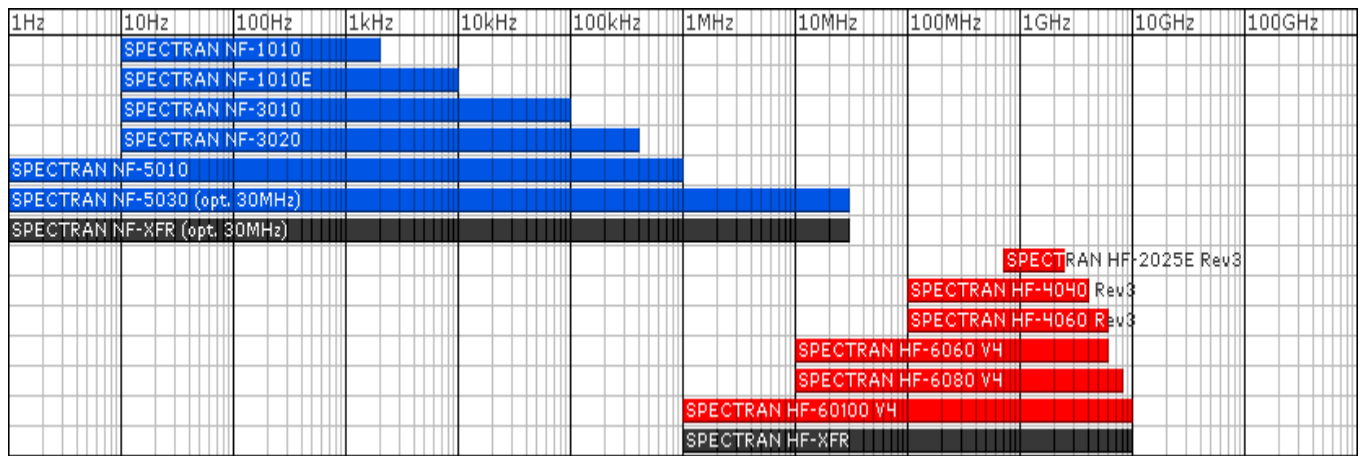 1Hz 10Hz 100Hz 1kHz 10kHz 100kHz 1MHz 10MHz 100MHz 1GHz 10GHz 100GHz
SPECTRAN NF-1010
SPECTRAN NF-1010E
SPECTRAN NF-3010
SPECTRAN NF-3020
SPECTRAN NF-5010
SPECTRAN NF-5030 (opt. 30MHz)
SPECTRAN NF-XFR (opt. 30MHz)
SPECTRAN HF-2025E Rev3
SPECTRAN HF-4040 Rev3
SPECTRAN HF-4060 Rev3
SPECTRAN HF-6060 V4
SPECTRAN HF-6080 V4
SPECTRAN HF-60100 V4
SPECTRAN HF-XFR